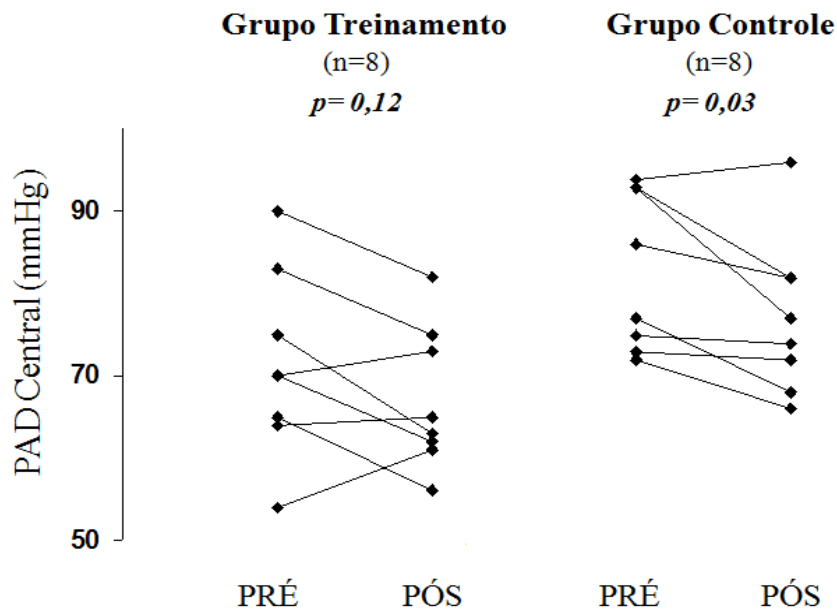 Grupo Treinamento
(n=8)
p= 0,12
Grupo Controle
(n=8)
p= 0,03
PAD Central (mmHg)
90
70
50
PRÉ
PÓS
PRÉ
PÓS